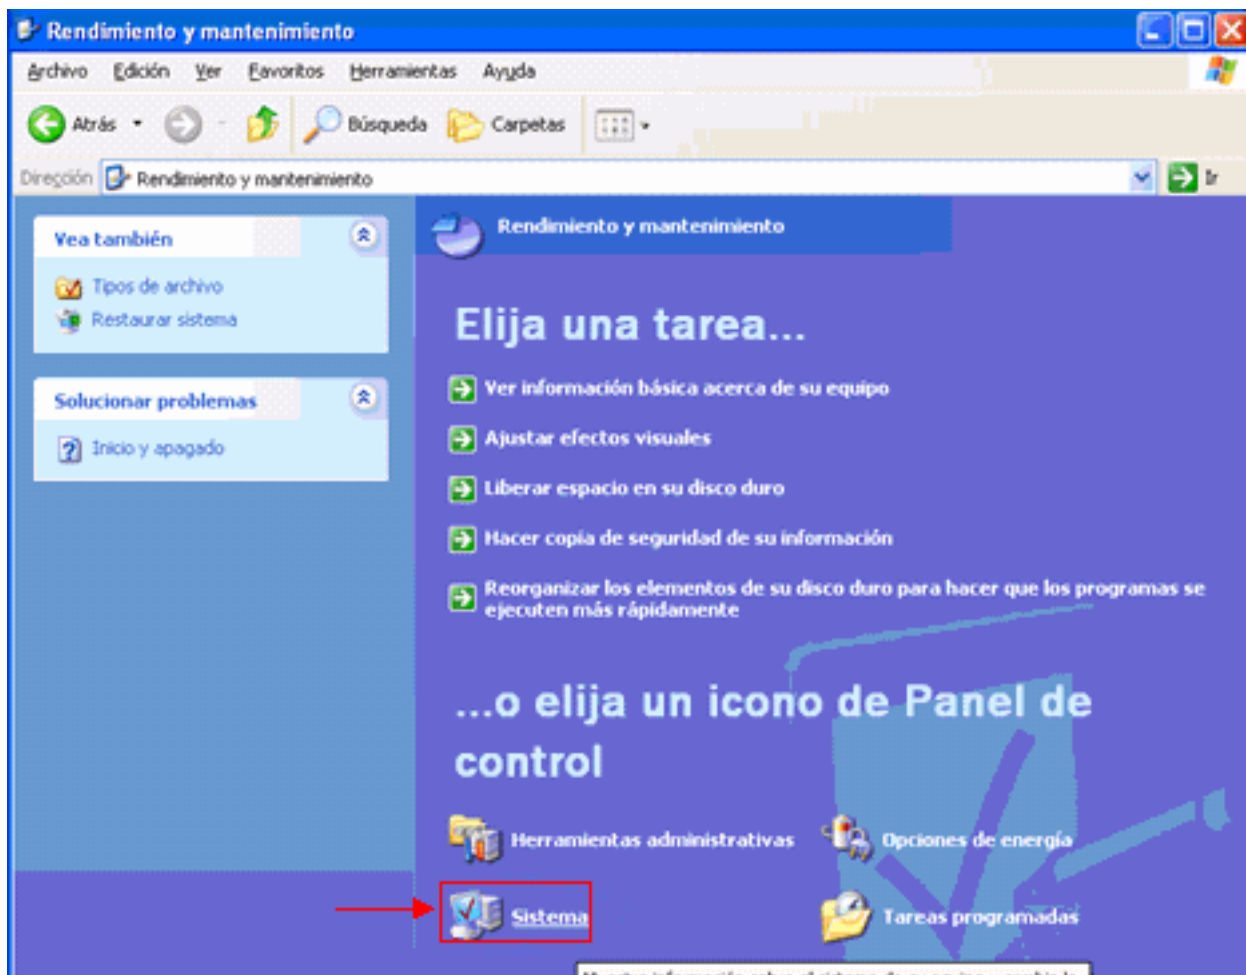 Rendimiento y mantenimiento
Archivo Edición Ver Favoritos Herramientas Ayuda
Atrás Búsqueda Carpetas
Dirección Rendimiento y mantenimiento Ir
Vea también
Tipos de archivo
Restaurar sistema
Solucionar problemas
Inicio y apagado
Rendimiento y mantenimiento
Elija una tarea...
Ver información básica acerca de su equipo
Ajustar efectos visuales
Liberar espacio en su disco duro
Hacer copia de seguridad de su información
Reorganizar los elementos de su disco duro para hacer que los programas se
ejecuten más rápidamente
...o elija un icono de Panel de
control
Herramientas administrativas Opciones de energía
Sistema Tareas programadas